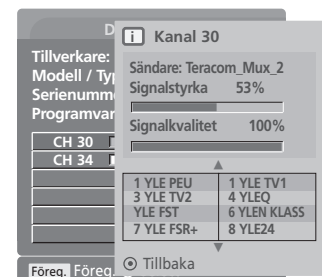 D
i Kanal 30
Tillverkare:
Modell / Typ
Serienumm
Programvar
Sändare: Teracom_Mux_2
Signalstyrka 53%
Signalkvalitet 100%
CH 30
CH 34
1 YLE PEU 1 YLE TV1
3 YLE TV2 4 YLEQ
YLE FST 6 YLEN KLASS
7 YLE FSR+ 8 YLE24
Tillbaka
Föreg. Föreg.